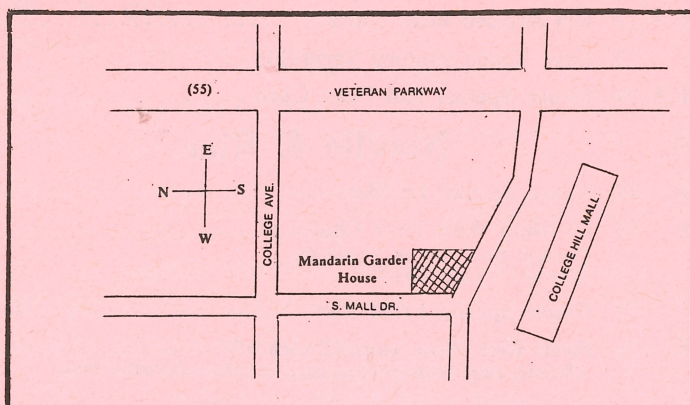 (55) VETERAN PARKWAY
E
N S
W
COLLEGE AVE.
Mandarin Garder
House
S. MALL DR.
COLLEGE HILL MALL